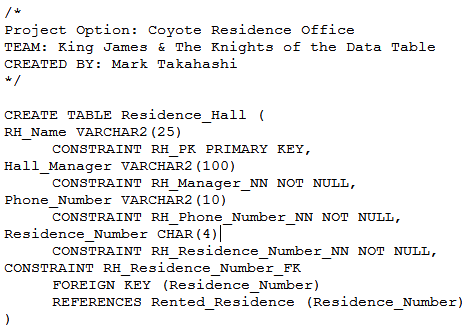 /*
Project Option: Coyote Residence Office
TEAM: King James & The Knights of the Data Table
CREATED BY: Mark Takahashi
*/
CREATE TABLE Residence_Hall (
RH_Name VARCHAR2(25)
CONSTRAINT RH_PK PRIMARY KEY,
Hall_Manager VARCHAR2(100)
CONSTRAINT RH_Manager_NN NOT NULL,
Phone_Number VARCHAR2(10)
CONSTRAINT RH_Phone_Number_NN NOT NULL,
Residence_Number CHAR(4)
CONSTRAINT RH_Residence_Number_NN NOT NULL,
CONSTRAINT RH_Residence_Number_FK
FOREIGN KEY (Residence_Number)
REFERENCES Rented_Residence (Residence_Number)
)